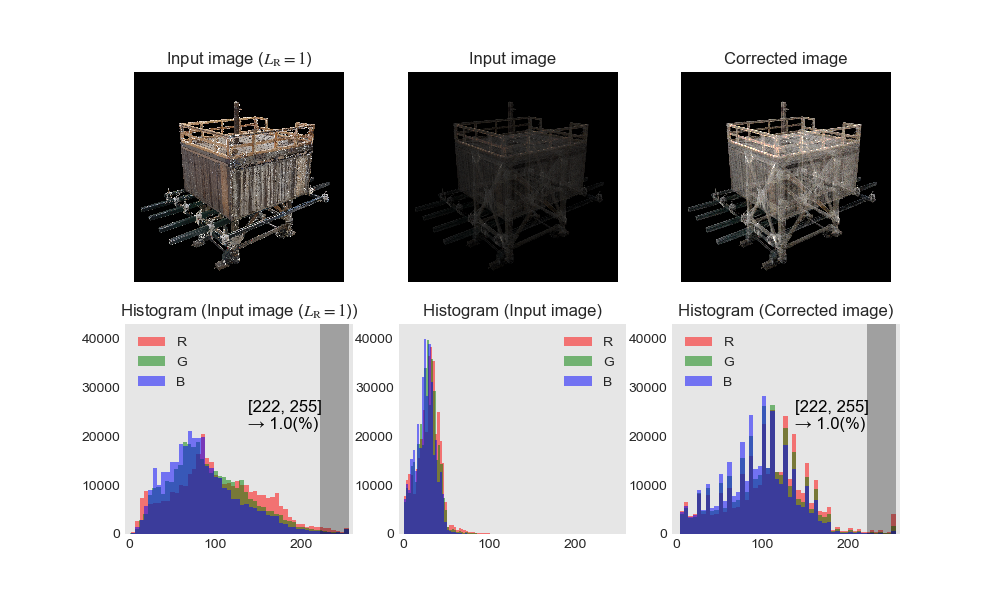 Input image (L_R = 1)
Input image
Corrected image
Histogram (Input image (L_R = 1))
Histogram (Input image)
Histogram (Corrected image)
40000
30000
20000
10000
0
0 100 200
R
G
B
[222, 255]
→ 1.0(%)
40000
30000
20000
10000
0
0 100 200
R
G
B
40000
30000
20000
10000
0
0 100 200
R
G
B
[222, 255]
→ 1.0(%)